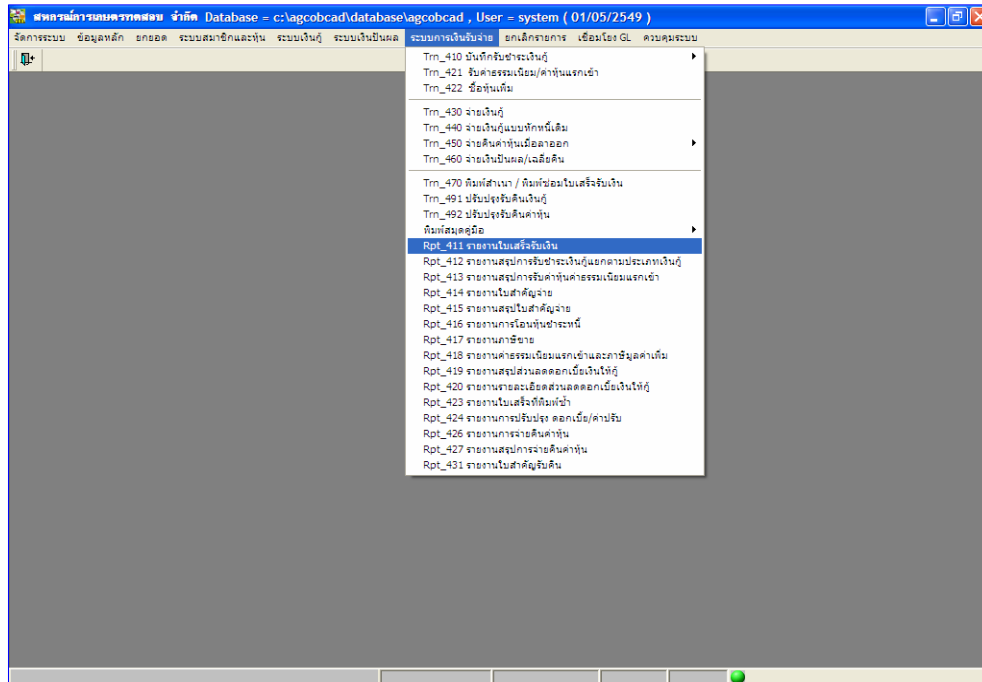 สหกรณ์การเกษตรทดสอบ จำกัด Database = c:\agcobcad\database\agcobcad , User = system ( 01/05/2549 )
จัดการระบบ ข้อมูลหลัก ยกยอด ระบบสมาชิกและหุ้น ระบบเงินกู้ ระบบเงินปันผล ระบบการเงินรับจ่าย ยกเลิกรายการ เชื่อมโยง GL ควบคุมระบบ
Trn_410 บันทึกรับชำระเงินกู้
Trn_421 รับค่าธรรมเนียม/ค่าหุ้นแรกเข้า
Trn_422 ซื้อหุ้นเพิ่ม
Trn_430 จ่ายเงินกู้
Trn_440 จ่ายเงินกู้แบบหักหนี้เดิม
Trn_450 จ่ายคืนค่าหุ้นเมื่อลาออก
Trn_460 จ่ายเงินปันผล/เฉลี่ยคืน
Trn_470 พิมพ์สำเนา / พิมพ์ซ่อมใบเสร็จรับเงิน
Trn_491 ปรับปรุงรับคืนเงินกู้
Trn_492 ปรับปรุงรับคืนค่าหุ้น
พิมพ์สมุดคู่มือ
Rpt_411 รายงานใบเสร็จรับเงิน
Rpt_412 รายงานสรุปการรับชำระเงินกู้แยกตามประเภทเงินกู้
Rpt_413 รายงานสรุปการรับค่าหุ้นค่าธรรมเนียมแรกเข้า
Rpt_414 รายงานใบสำคัญจ่าย
Rpt_415 รายงานสรุปใบสำคัญจ่าย
Rpt_416 รายงานการโอนหุ้นชำระหนี้
Rpt_417 รายงานภาษีขาย
Rpt_418 รายงานค่าธรรมเนียมแรกเข้าและภาษีมูลค่าเพิ่ม
Rpt_419 รายงานสรุปส่วนลดดอกเบี้ยเงินให้กู้
Rpt_420 รายงานรายละเอียดส่วนลดดอกเบี้ยเงินให้กู้
Rpt_423 รายงานใบเสร็จที่พิมพ์ซ้ำ
Rpt_424 รายงานการปรับปรุง ดอกเบี้ย/ค่าปรับ
Rpt_426 รายงานการจ่ายคืนค่าหุ้น
Rpt_427 รายงานสรุปการจ่ายคืนค่าหุ้น
Rpt_431 รายงานใบสำคัญรับคืน